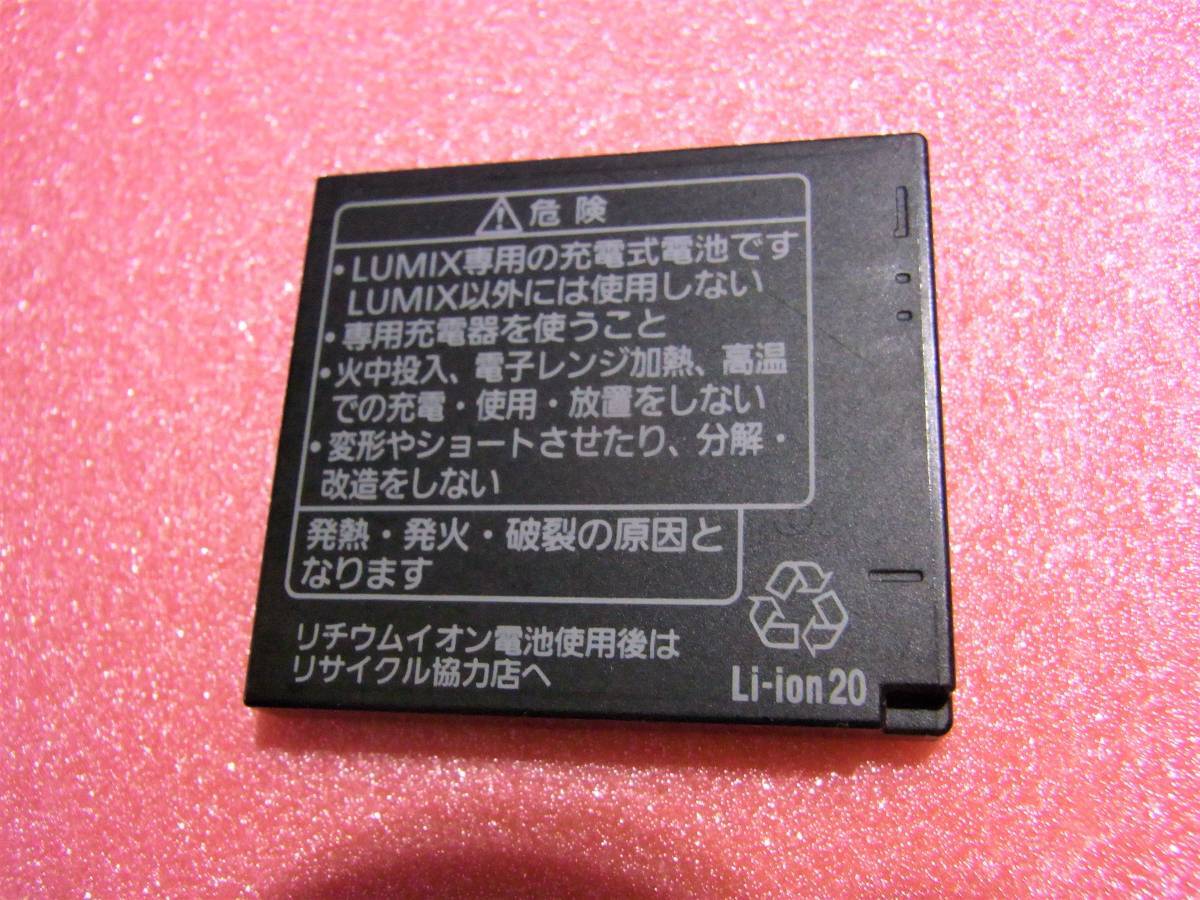 ⚠危険
・LUMIX専用の充電式電池です
LUMIX以外には使用しない
・専用充電器を使うこと
・火中投入、電子レンジ加熱、高温
での充電・使用・放置をしない
・変形やショートさせたり、分解・
改造をしない
発熱・発火・破裂の原因と
なります
リチウムイオン電池使用後は
リサイクル協力店へ
Li-ion20